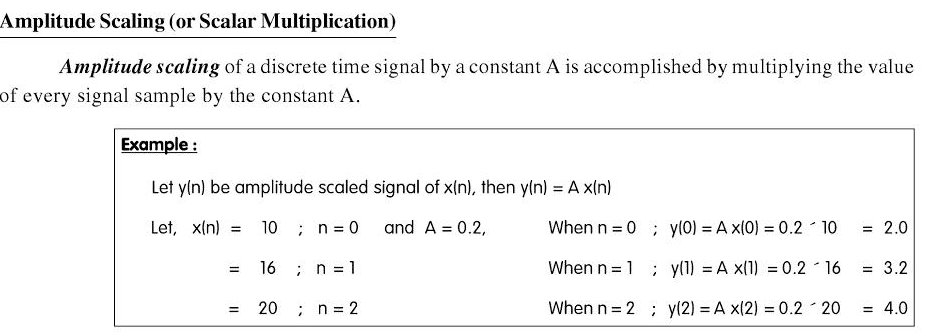 Amplitude Scaling (or Scalar Multiplication)
Amplitude scaling of a discrete time signal by a constant A is accomplished by multiplying the value
of every signal sample by the constant A.
Example :
Let y(n) be amplitude scaled signal of x(n), then y(n) = A x(n)
Let, x(n) = 10 ; n = 0 and A = 0.2, When n = 0 ; y(0) = A x(0) = 0.2 ´ 10 = 2.0
= 16 ; n = 1 When n = 1 ; y(1) = A x(1) = 0.2 ´ 16 = 3.2
= 20 ; n = 2 When n = 2 ; y(2) = A x(2) = 0.2 ´ 20 = 4.0